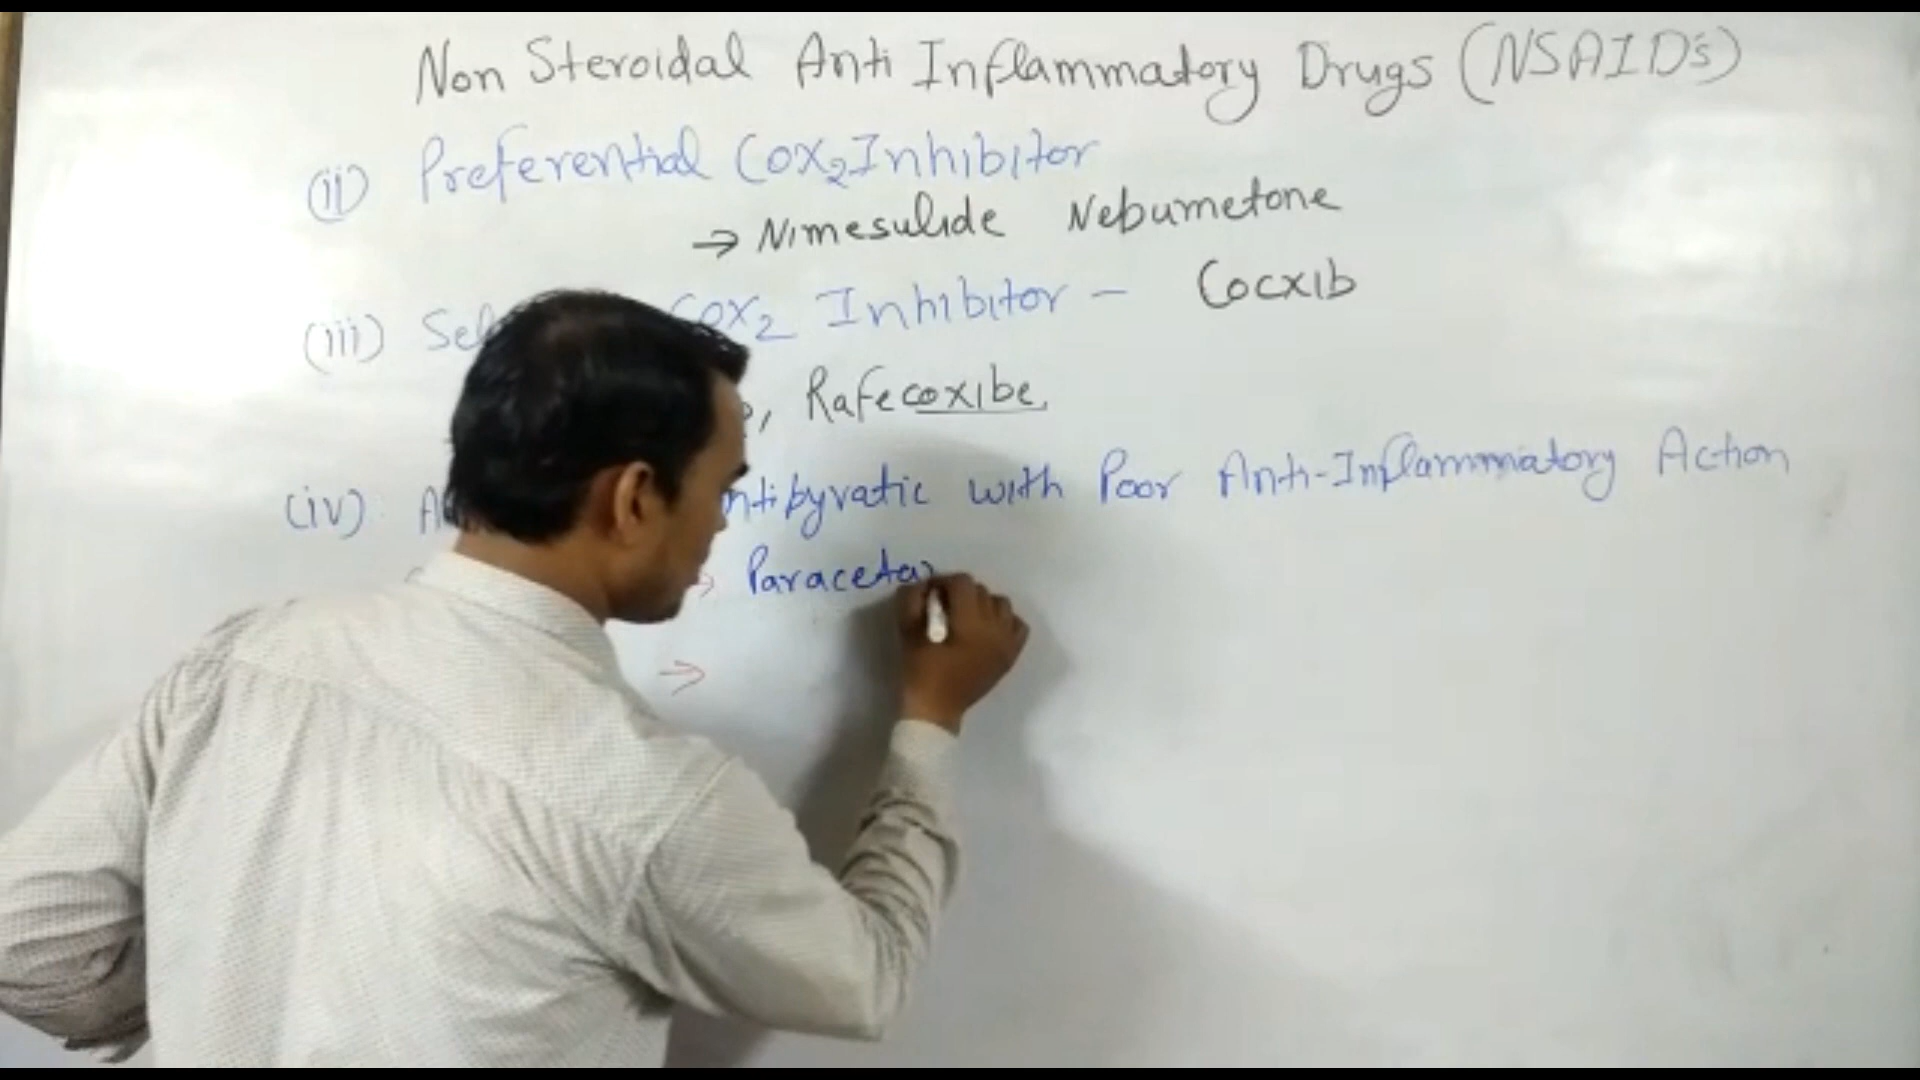 Non Steroidal Anti Inflammatory Drugs (NSAID's)
(ii) Preferential Cox2 Inhibitor
→ Nimesulide Nebumetone
(iii) Sel Cox2 Inhibitor - Cocxib
, Rafecoxibe,
(iv) A ntipyratic with Poor Anti-Inflammatory Action
→ Paraceta
→